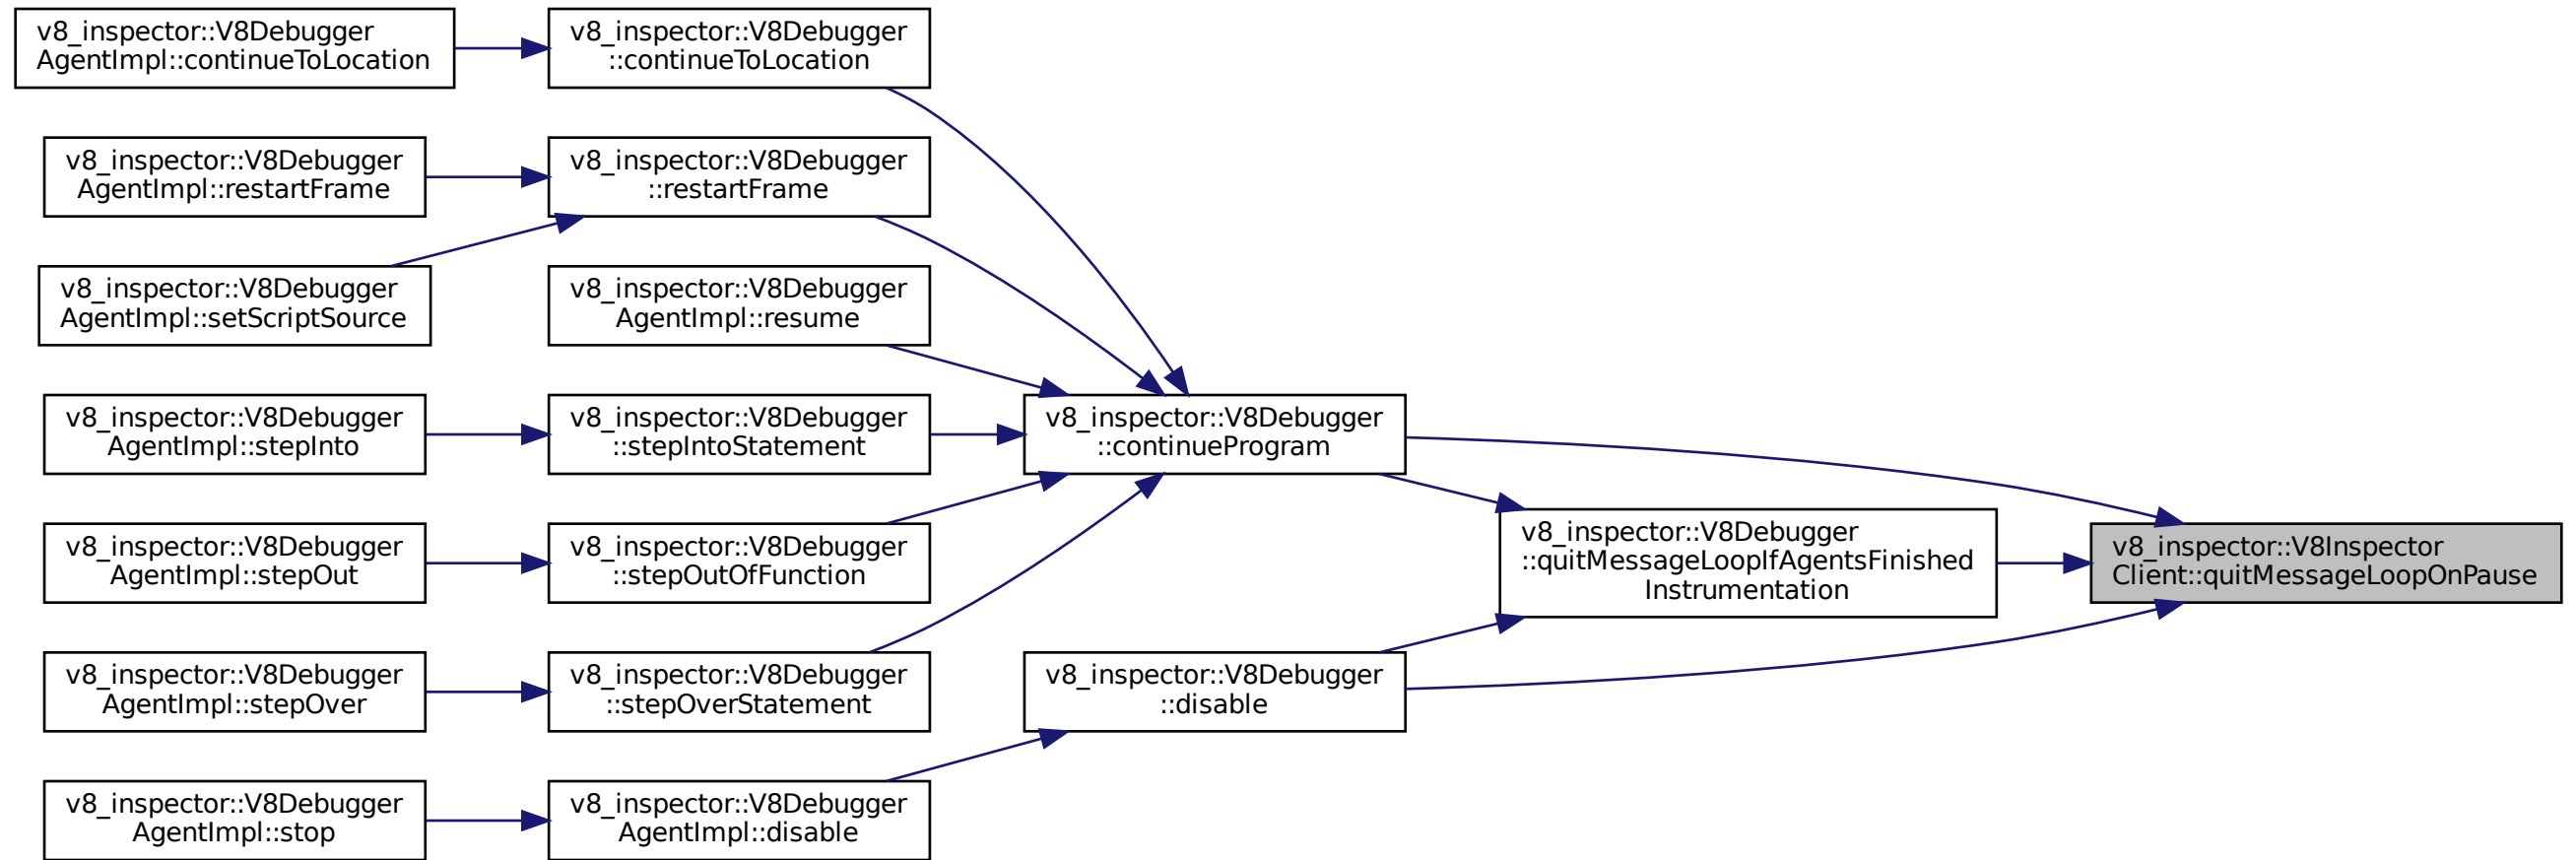 v8_inspector::V8Debugger
AgentImpl::continueToLocation
v8_inspector::V8Debugger
::continueToLocation
v8_inspector::V8Debugger
AgentImpl::restartFrame
v8_inspector::V8Debugger
::restartFrame
v8_inspector::V8Debugger
AgentImpl::setScriptSource
v8_inspector::V8Debugger
AgentImpl::resume
v8_inspector::V8Debugger
AgentImpl::stepInto
v8_inspector::V8Debugger
::stepIntoStatement
v8_inspector::V8Debugger
::continueProgram
v8_inspector::V8Debugger
AgentImpl::stepOut
v8_inspector::V8Debugger
::stepOutOfFunction
v8_inspector::V8Debugger
::quitMessageLoopIfAgentsFinished
Instrumentation
v8_inspector::V8Inspector
Client::quitMessageLoopOnPause
v8_inspector::V8Debugger
AgentImpl::stepOver
v8_inspector::V8Debugger
::stepOverStatement
v8_inspector::V8Debugger
::disable
v8_inspector::V8Debugger
AgentImpl::stop
v8_inspector::V8Debugger
AgentImpl::disable